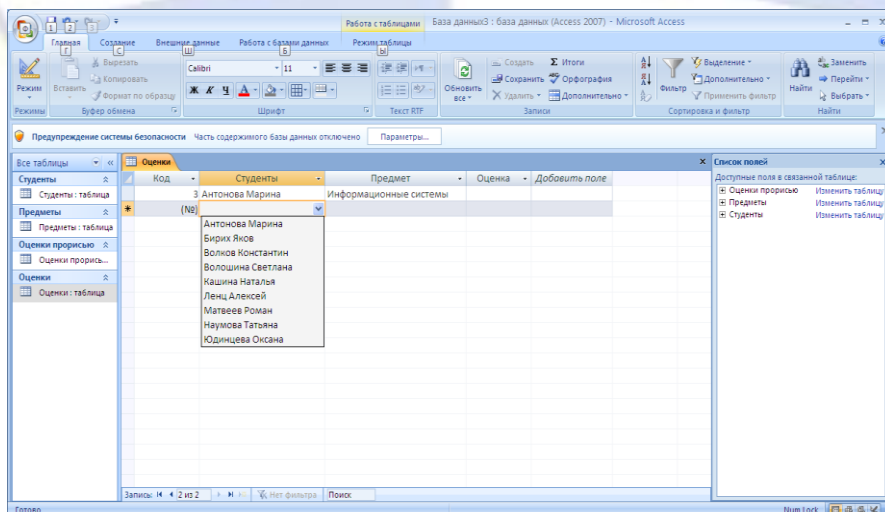 Работа с таблицами База данных3 : база данных (Access 2007) - Microsoft Access
1 2 3
Главная Создание Внешние данные Работа с базами данных Режим таблицы
Г С Ш Б Ы
Режим
Вставить
Вырезать
Копировать
Формат по образцу
Calibri 11
Ж К Ч
Обновить все
Создать Σ Итоги
Сохранить Орфография
Удалить Дополнительно
Фильтр
Выделение
Дополнительно
Применить фильтр
Найти
Заменить
Перейти
Выбрать
Режимы Буфер обмена Шрифт Текст RTF Записи Сортировка и фильтр Найти
Предупреждение системы безопасности Часть содержимого базы данных отключено Параметры...
Все таблицы
Студенты
Студенты : таблица
Предметы
Предметы : таблица
Оценки прорисью
Оценки прорись...
Оценки
Оценки : таблица
Оценки
Код Студенты Предмет Оценка Добавить поле
3 Антонова Марина Информационные системы
(№)
Антонова Марина
Бирих Яков
Волков Константин
Волошина Светлана
Кашина Наталья
Ленц Алексей
Матвеев Роман
Наумова Татьяна
Юдинцева Оксана
Запись: 2 из 2 Нет фильтра Поиск
Список полей
Доступные поля в связанной таблице:
Оценки прорисью Изменить таблицу
Предметы Изменить таблицу
Студенты Изменить таблицу
Готово Num Lock